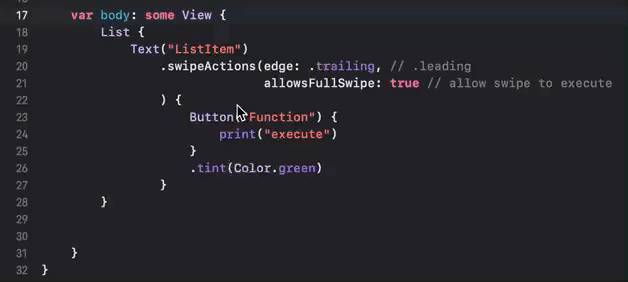 17 var body: some View {
18 List {
19 Text("ListItem")
20 .swipeActions(edge: .trailing, // .leading
21 allowsFullSwipe: true // allow swipe to execute
22 ) {
23 Button("Function") {
24 print("execute")
25 }
26 .tint(Color.green)
27 }
28 }
29
30
31 }
32 }